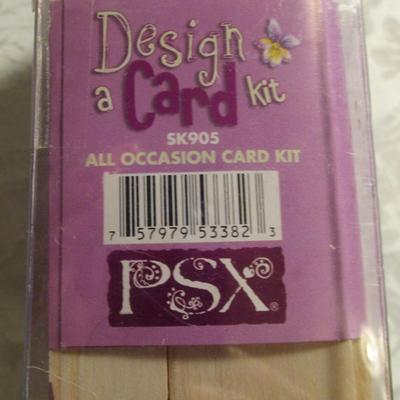 Design
a Card kit
SK905
ALL OCCASION CARD KIT
7 57979 53382 3
PSX®